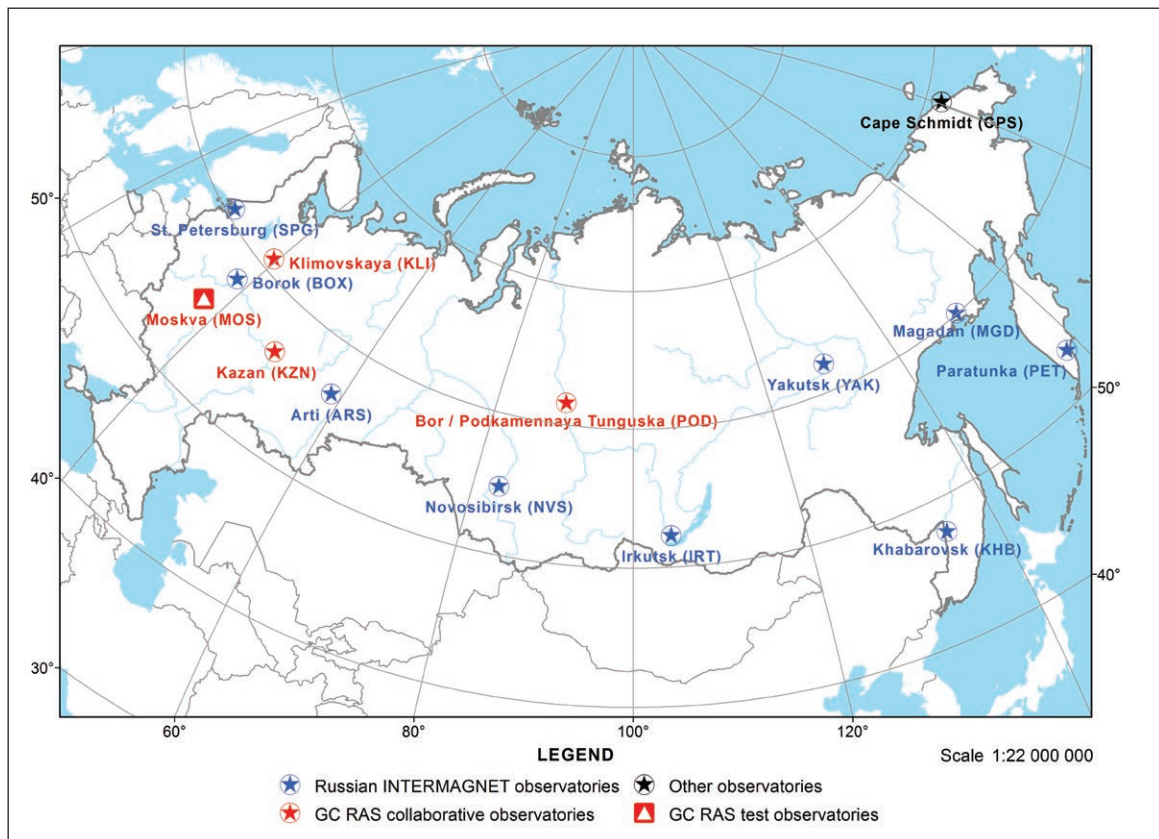 Cape Schmidt (CPS)
50°
St. Petersburg (SPG)
Klimovskaya (KLI)
Borok (BOX)
Moskva (MOS)
Magadan (MGD)
Kazan (KZN)
Yakutsk (YAK)
Paratunka (PET)
50°
Arti (ARS)
Bor / Podkamennaya Tunguska (POD)
40°
Novosibirsk (NVS)
Irkutsk (IRT)
Khabarovsk (KHB)
40°
30°
60°
80°
100°
120°
LEGEND
Scale 1:22 000 000
Russian INTERMAGNET observatories
Other observatories
GC RAS collaborative observatories
GC RAS test observatories